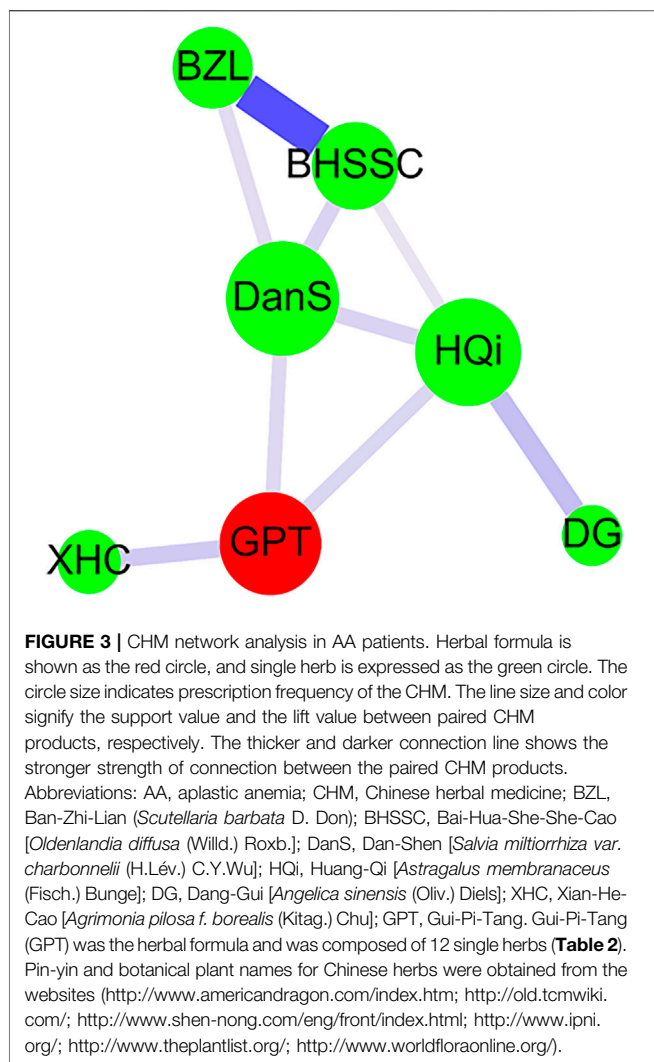 BZL
BHSSC
DanS
HQi
GPT
XHC
DG
FIGURE 3 | CHM network analysis in AA patients. Herbal formula is
shown as the red circle, and single herb is expressed as the green circle. The
circle size indicates prescription frequency of the CHM. The line size and color
signify the support value and the lift value between paired CHM
products, respectively. The thicker and darker connection line shows the
stronger strength of connection between the paired CHM products.
Abbreviations: AA, aplastic anemia; CHM, Chinese herbal medicine; BZL,
Ban-Zhi-Lian (Scutellaria barbata D. Don); BHSSC, Bai-Hua-She-She-Cao
[Oldenlandia diffusa (Willd.) Roxb.]; DanS, Dan-Shen [Salvia miltiorrhiza var.
charbonnelii (H.Lév.) C.Y.Wu]; HQi, Huang-Qi [Astragalus membranaceus
(Fisch.) Bunge]; DG, Dang-Gui [Angelica sinensis (Oliv.) Diels]; XHC, Xian-He-
Cao [Agrimonia pilosa f. borealis (Kitag.) Chu]; GPT, Gui-Pi-Tang. Gui-Pi-Tang
(GPT) was the herbal formula and was composed of 12 single herbs (Table 2).
Pin-yin and botanical plant names for Chinese herbs were obtained from the
websites (http://www.americandragon.com/index.htm; http://old.tcmwiki.
com/; http://www.shen-nong.com/eng/front/index.html; http://www.ipni.
org/; http://www.theplantlist.org/; http://www.worldfloraonline.org/).